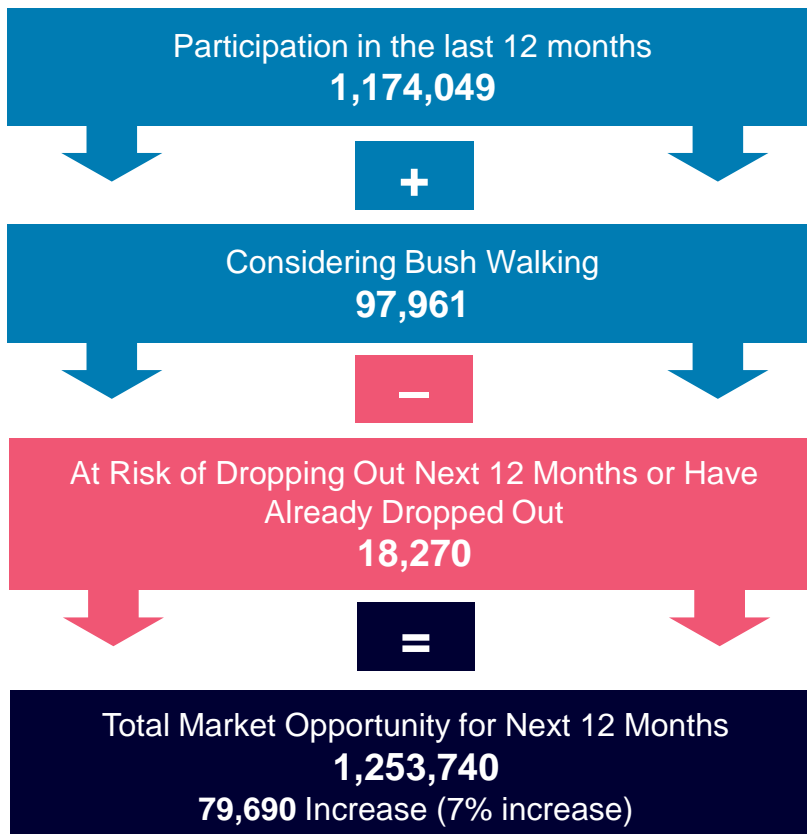 Participation in the last 12 months
1,174,049
+
Considering Bush Walking
97,961
–
At Risk of Dropping Out Next 12 Months or Have
Already Dropped Out
18,270
=
Total Market Opportunity for Next 12 Months
1,253,740
79,690 Increase (7% increase)